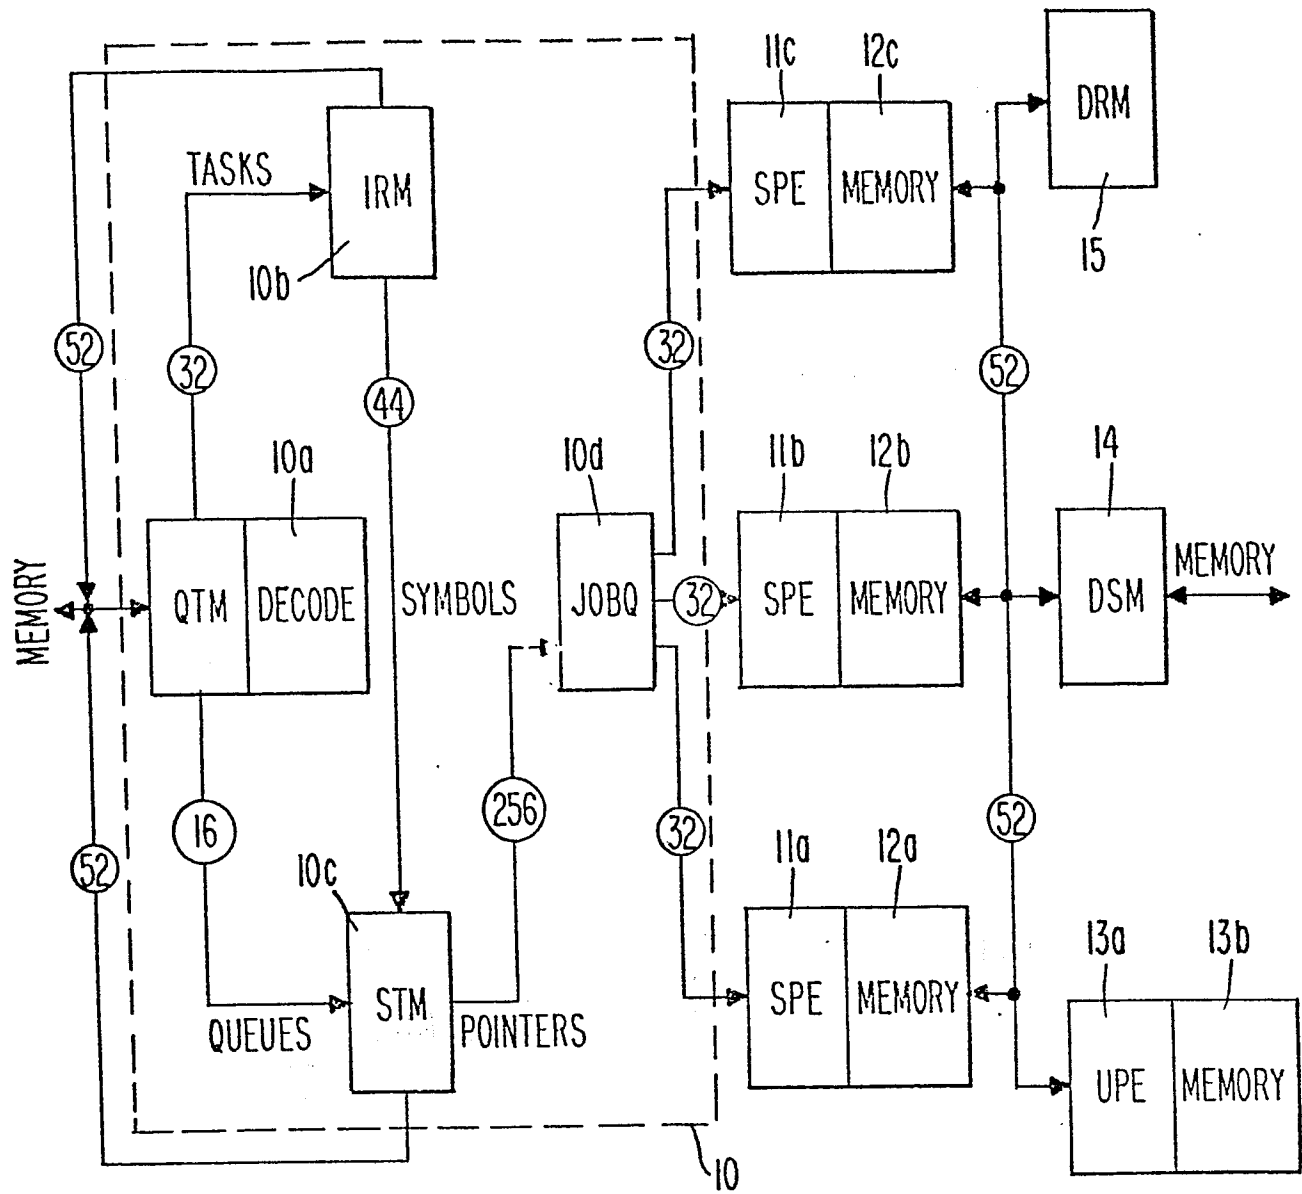 11c
12c
DRM
TASKS
IRM
SPE
MEMORY
10b
15
52
32
32
52
44
10a
10d
11b
12b
14
MEMORY
QTM
DECODE
SYMBOLS
JOBQ
32
SPE
MEMORY
DSM
MEMORY
16
256
32
52
52
10c
11a
12a
13a
13b
STM
SPE
MEMORY
QUEUES
POINTERS
UPE
MEMORY
10